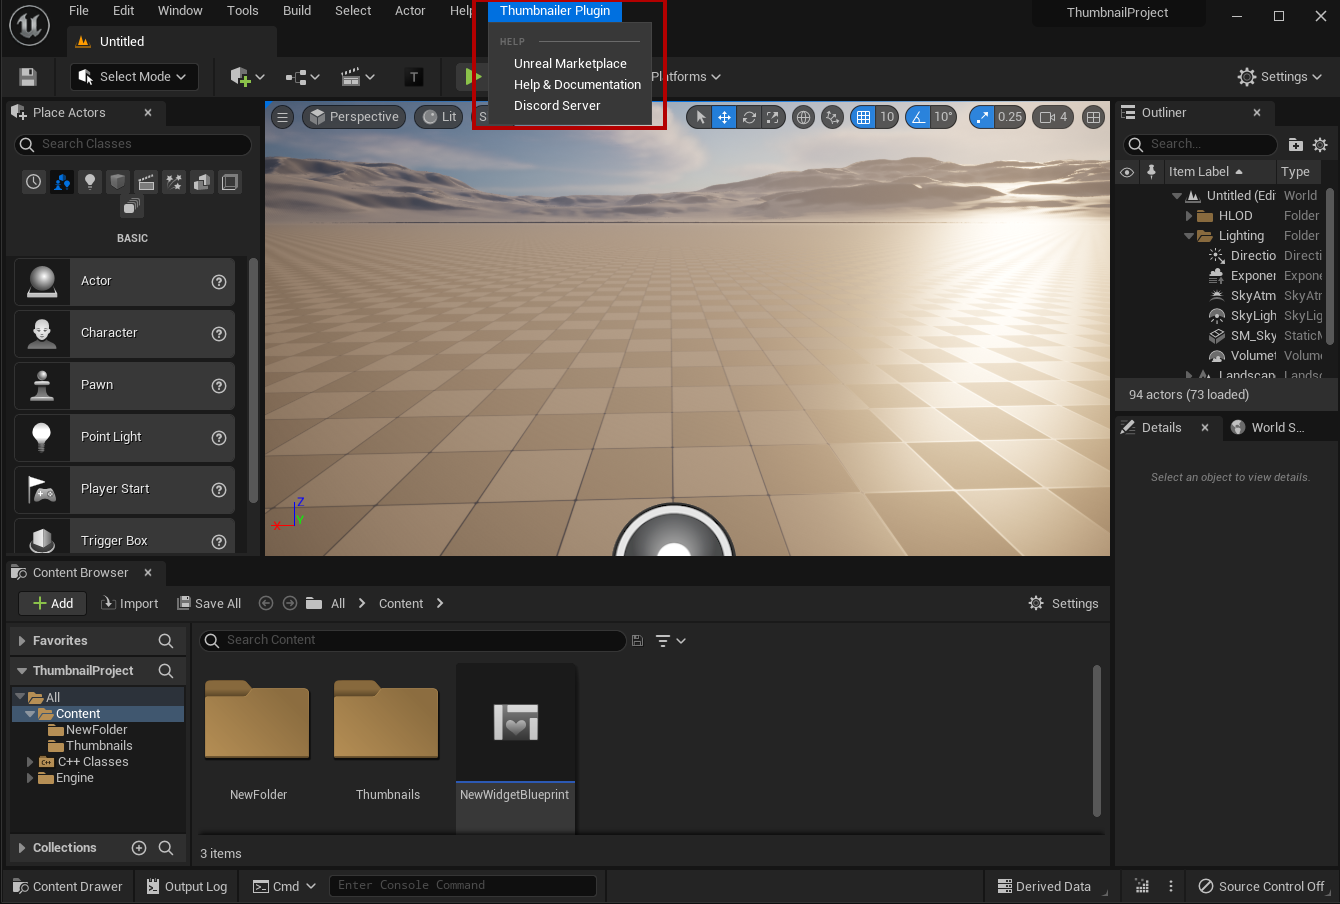 File Edit Window Tools Build Select Actor Help Thumbnailer Plugin ThumbnailProject
Untitled
HELP
Unreal Marketplace
Help & Documentation
Discord Server
Select Mode
Platforms
Settings
Place Actors
Search Classes
BASIC
Actor
Character
Pawn
Point Light
Player Start
Trigger Box
Perspective
Lit
S
10
10°
0.25
4
X
Y
Z
Outliner
Search...
Item Label Type
Untitled (Edi World
HLOD Folder
Lighting Folder
Directio Directi
Exponer Expone
SkyAtm SkyAtm
SkyLigh SkyLig
SM_Sky StaticM
Volumet Volume
Landscap Landsc
94 actors (73 loaded)
Details World S...
Select an object to view details.
Content Browser
Add Import Save All All Content Settings
Favorites
ThumbnailProject
All
Content
NewFolder
Thumbnails
C++ Classes
Engine
Collections
Search Content
NewFolder
Thumbnails
NewWidgetBlueprint
3 items
Content Drawer Output Log Cmd Enter Console Command Derived Data Source Control Off